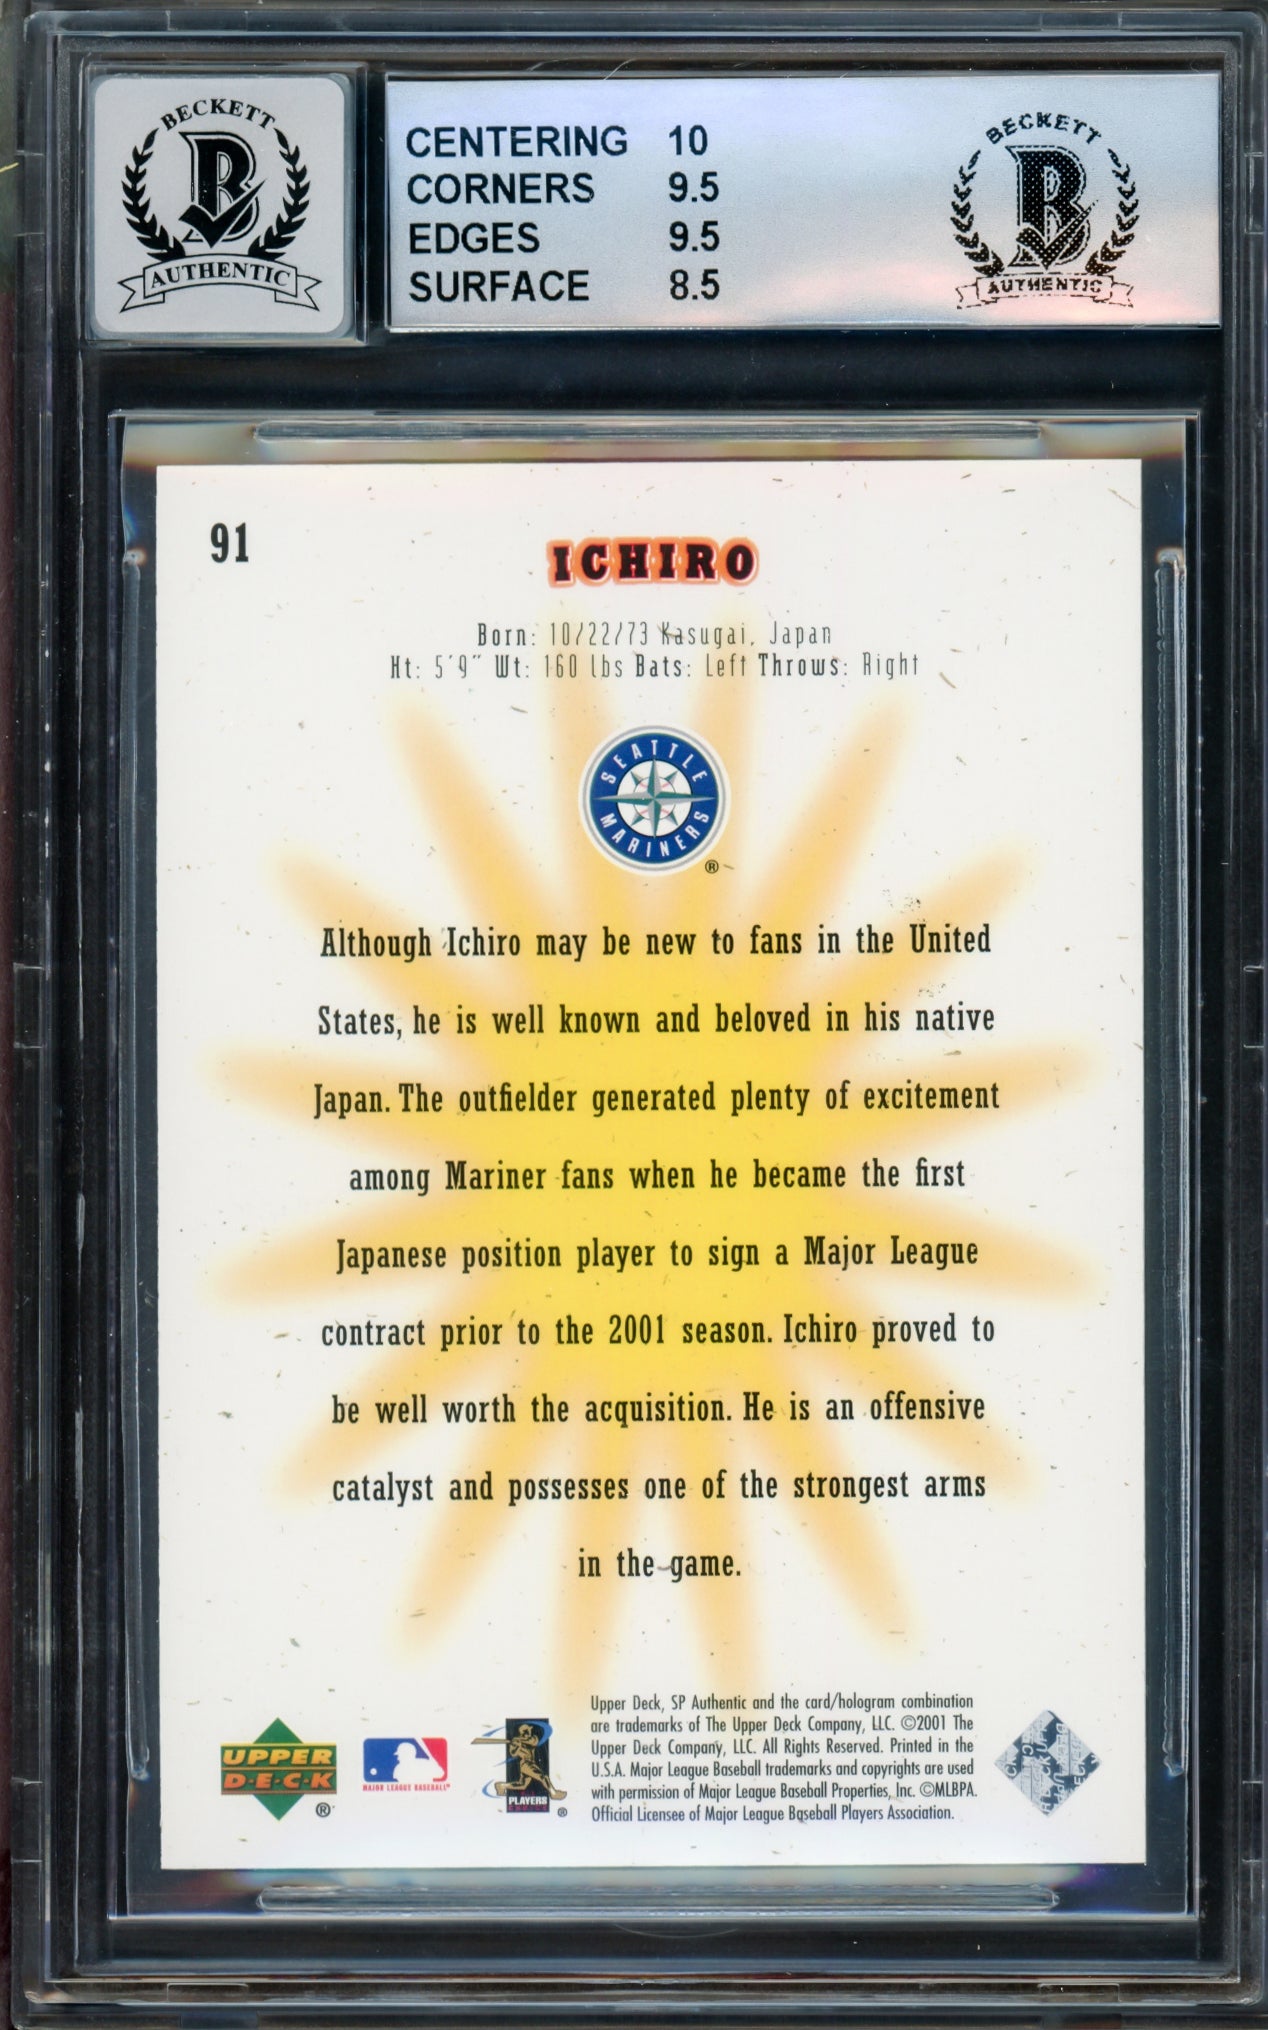 BECKETT
AUTHENTIC
CENTERING 10
CORNERS 9.5
EDGES 9.5
SURFACE 8.5
BECKETT
AUTHENTIC
91
ICHIRO
Born: 10/22/73 Kasugai, Japan
Ht: 5'9" Wt: 160 lbs Bats: Left Throws: Right
SEATTLE
MARINERS
®
Although Ichiro may be new to fans in the United
States, he is well known and beloved in his native
Japan. The outfielder generated plenty of excitement
among Mariner fans when he became the first
Japanese position player to sign a Major League
contract prior to the 2001 season. Ichiro proved to
be well worth the acquisition. He is an offensive
catalyst and possesses one of the strongest arms
in the game.
UPPER
D·E·C·K
®
MAJOR LEAGUE BASEBALL
PLAYERS
CHOICE
®
Upper Deck, SP Authentic and the card/hologram combination
are trademarks of The Upper Deck Company, LLC. ©2001 The
Upper Deck Company, LLC. All Rights Reserved. Printed in the
U.S.A. Major League Baseball trademarks and copyrights are used
with permission of Major League Baseball Properties, Inc. ©MLBPA.
Official Licensee of Major League Baseball Players Association.